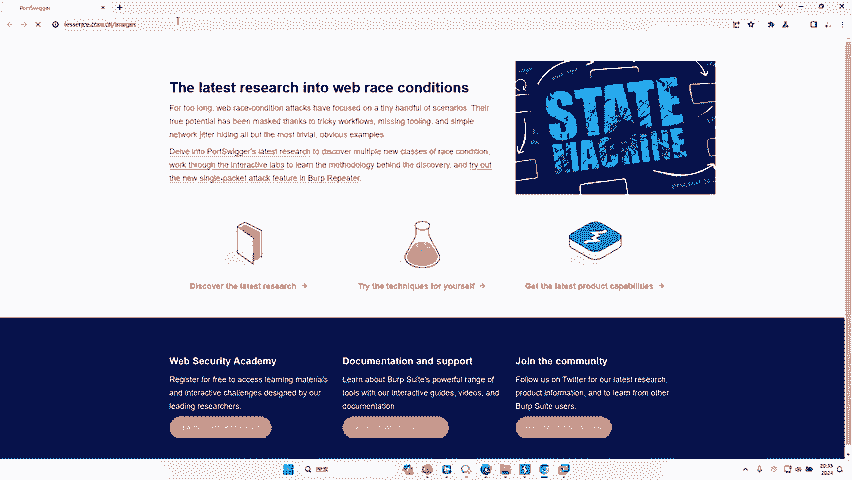 PortSwigger
The latest research into web race conditions
For too long, web race-condition attacks have focused on a tiny handful of scenarios. Their
true potential has been masked thanks to tricky workflows, missing tooling, and simple
network jitter hiding all but the most trivial, obvious examples.
Delve into PortSwigger's latest research to discover multiple new classes of race condition,
work through the interactive labs to learn the methodology behind the discovery, and try out
the new single-packet attack feature in Burp Repeater.
STATE
MACHINE
Discover the latest research →
Try the techniques for yourself →
Get the latest product capabilities →
Web Security Academy
Register for free to access learning materials
and interactive challenges designed by our
leading researchers.
Documentation and support
Learn about Burp Suite's powerful range of
tools with our interactive guides, videos, and
documentation
Join the community
Follow us on Twitter for our latest research,
product information, and to learn from other
Burp Suite users.